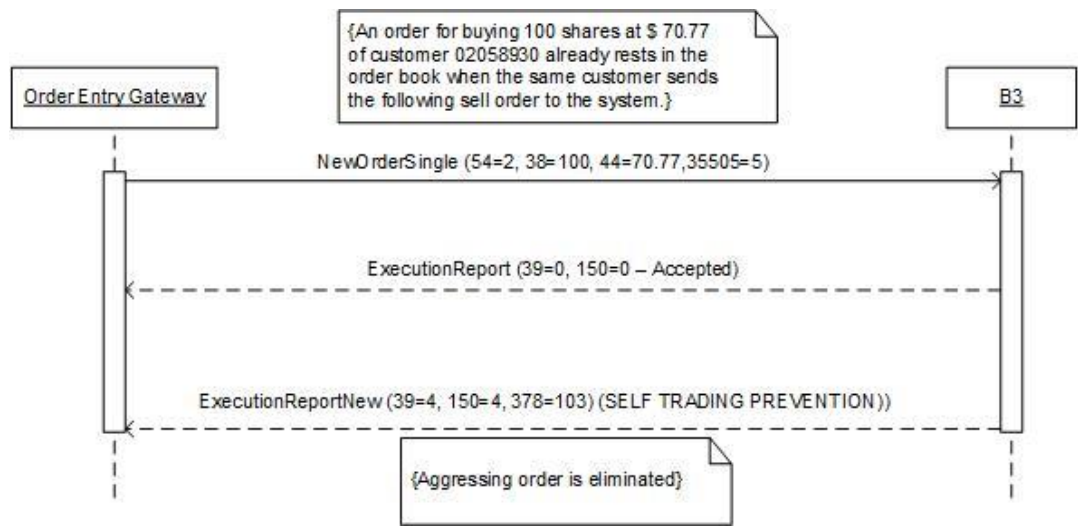 {An order for buying 100 shares at $ 70.77
of customer 02058930 already rests in the
order book when the same customer sends
the following sell order to the system.}
Order Entry Gateway
B3
NewOrderSingle (54=2, 38=100, 44=70.77,35505=5)
ExecutionReport (39=0, 150=0 – Accepted)
ExecutionReportNew (39=4, 150=4, 378=103) (SELF TRADING PREVENTION))
{Aggressing order is eliminated}